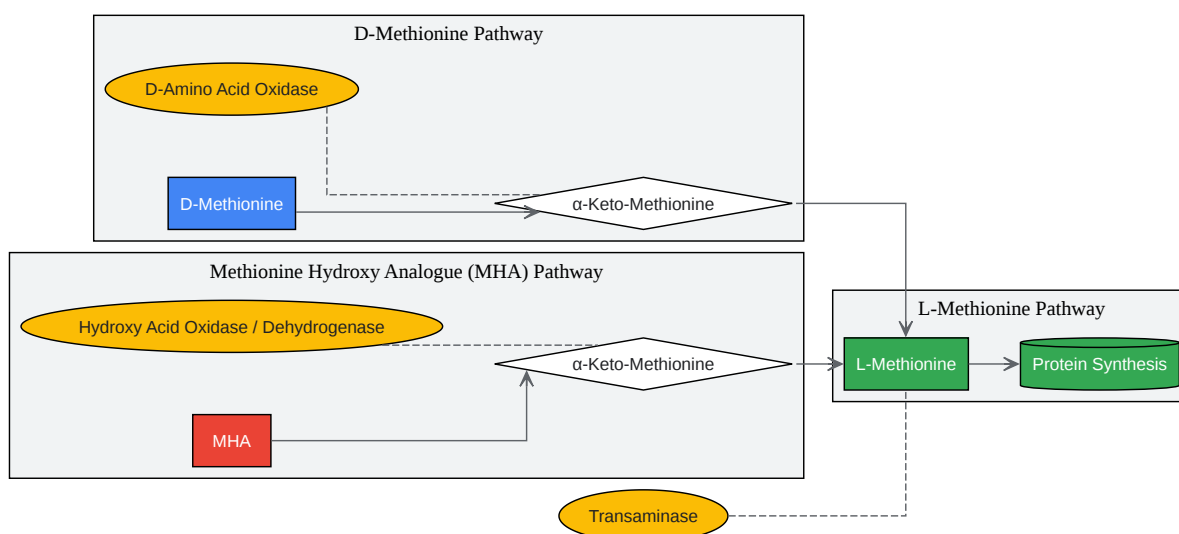 D-Methionine Pathway
D-Amino Acid Oxidase
D-Methionine
α-Keto-Methionine
Methionine Hydroxy Analogue (MHA) Pathway
Hydroxy Acid Oxidase / Dehydrogenase
α-Keto-Methionine
MHA
L-Methionine Pathway
L-Methionine
Protein Synthesis
Transaminase